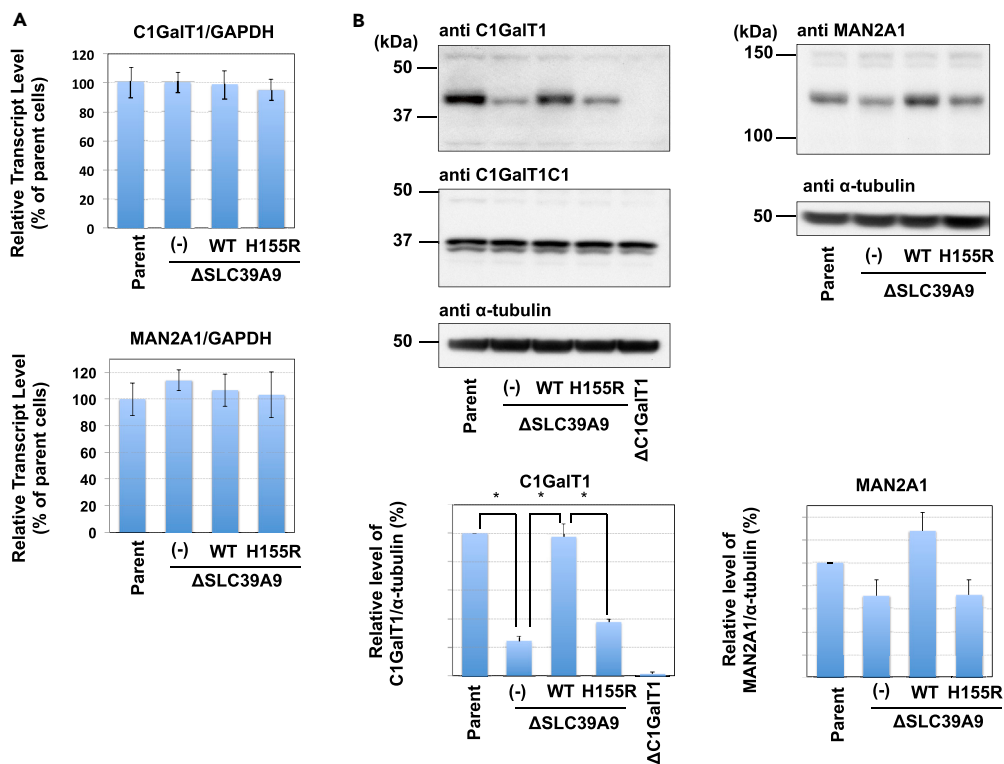 A
C1GalT1/GAPDH
Relative Transcript Level
(% of parent cells)
120
100
80
60
40
20
0
Parent
(-) WT H155R
ΔSLC39A9
MAN2A1/GAPDH
Relative Transcript Level
(% of parent cells)
120
100
80
60
40
20
0
Parent
(-) WT H155R
ΔSLC39A9
B
(kDa)
anti C1GalT1
50
37
anti C1GalT1C1
50
37
anti α-tubulin
50
Parent
(-) WT H155R
ΔSLC39A9
ΔC1GalT1
(kDa)
anti MAN2A1
150
100
anti α-tubulin
50
Parent
(-) WT H155R
ΔSLC39A9
C1GalT1
* * *
Relative level of
C1GalT1/α-tubulin (%)
Parent
(-) WT H155R
ΔSLC39A9
ΔC1GalT1
MAN2A1
Relative level of
MAN2A1/α-tubulin (%)
Parent
(-) WT H155R
ΔSLC39A9